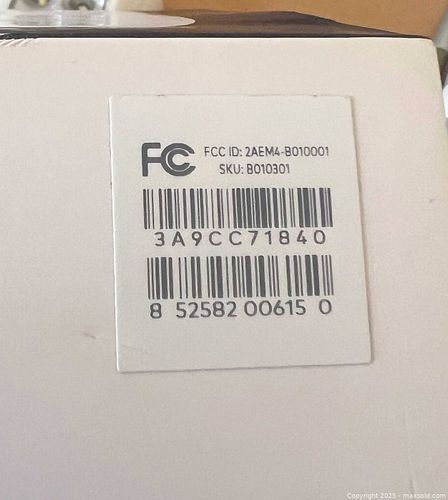 FC FCC ID: 2AEM4-B010001
SKU: B010301
3A9CC71840
8 52582 00615 0
Copyright 2025 - maxsold.com